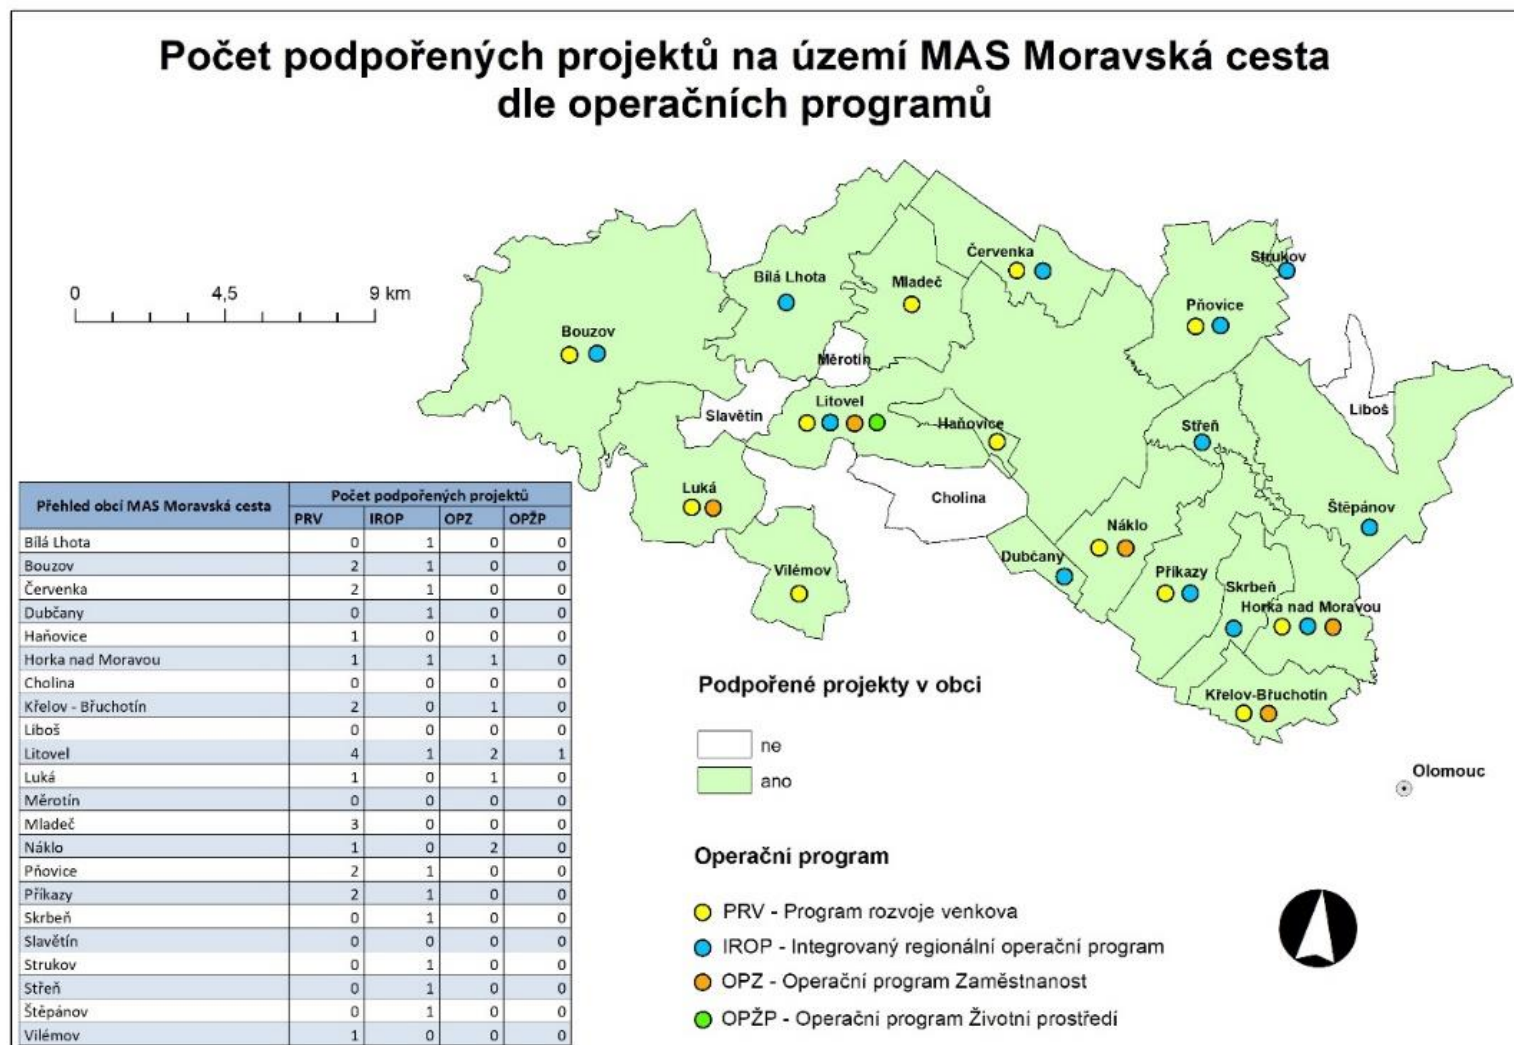 Počet podpořených projektů na území MAS Moravská cesta
dle operačních programů
0 4,5 9 km
Bouzov
Bílá Lhota
Mladeč
Červenka
Strukov
Pňovice
Měrotín
Slavětín
Litovel
Haňovice
Střeň
Liboš
Luká
Cholina
Náklo
Štěpánov
Vilémov
Dubčany
Příkazy
Skrbeň
Horka nad Moravou
Křelov-Břuchotín
Olomouc
Přehled obcí MAS Moravská cesta Počet podpořených projektů
PRV IROP OPZ OPŽP
Bílá Lhota 0 1 0 0
Bouzov 2 1 0 0
Červenka 2 1 0 0
Dubčany 0 1 0 0
Haňovice 1 0 0 0
Horka nad Moravou 1 1 1 0
Cholina 0 0 0 0
Křelov - Břuchotín 2 0 1 0
Liboš 0 0 0 0
Litovel 4 1 2 1
Luká 1 0 1 0
Měrotín 0 0 0 0
Mladeč 3 0 0 0
Náklo 1 0 2 0
Pňovice 2 1 0 0
Příkazy 2 1 0 0
Skrbeň 0 1 0 0
Slavětín 0 0 0 0
Strukov 0 1 0 0
Střeň 0 1 0 0
Štěpánov 0 1 0 0
Vilémov 1 0 0 0
Podpořené projekty v obci
ne
ano
Operační program
PRV - Program rozvoje venkova
IROP - Integrovaný regionální operační program
OPZ - Operační program Zaměstnanost
OPŽP - Operační program Životní prostředí